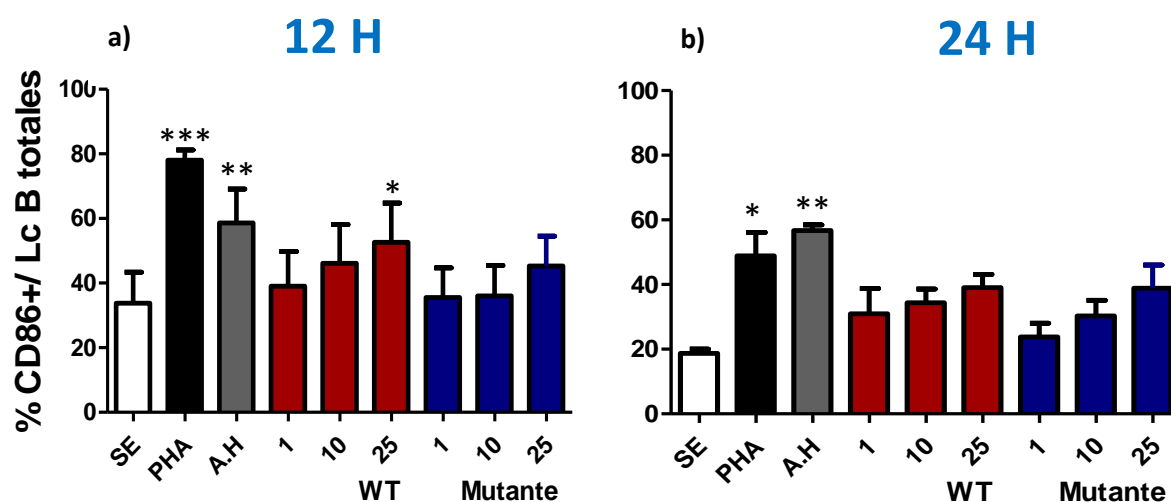 a)
12 H
% CD86+/ Lc B totales
100
80
60
40
20
0
***
**
*
SE
PHA
A.H
1
10
25
1
10
25
WT
Mutante
b)
24 H
100
80
60
40
20
0
*
**
SE
PHA
A.H
1
10
25
1
10
25
WT
Mutante